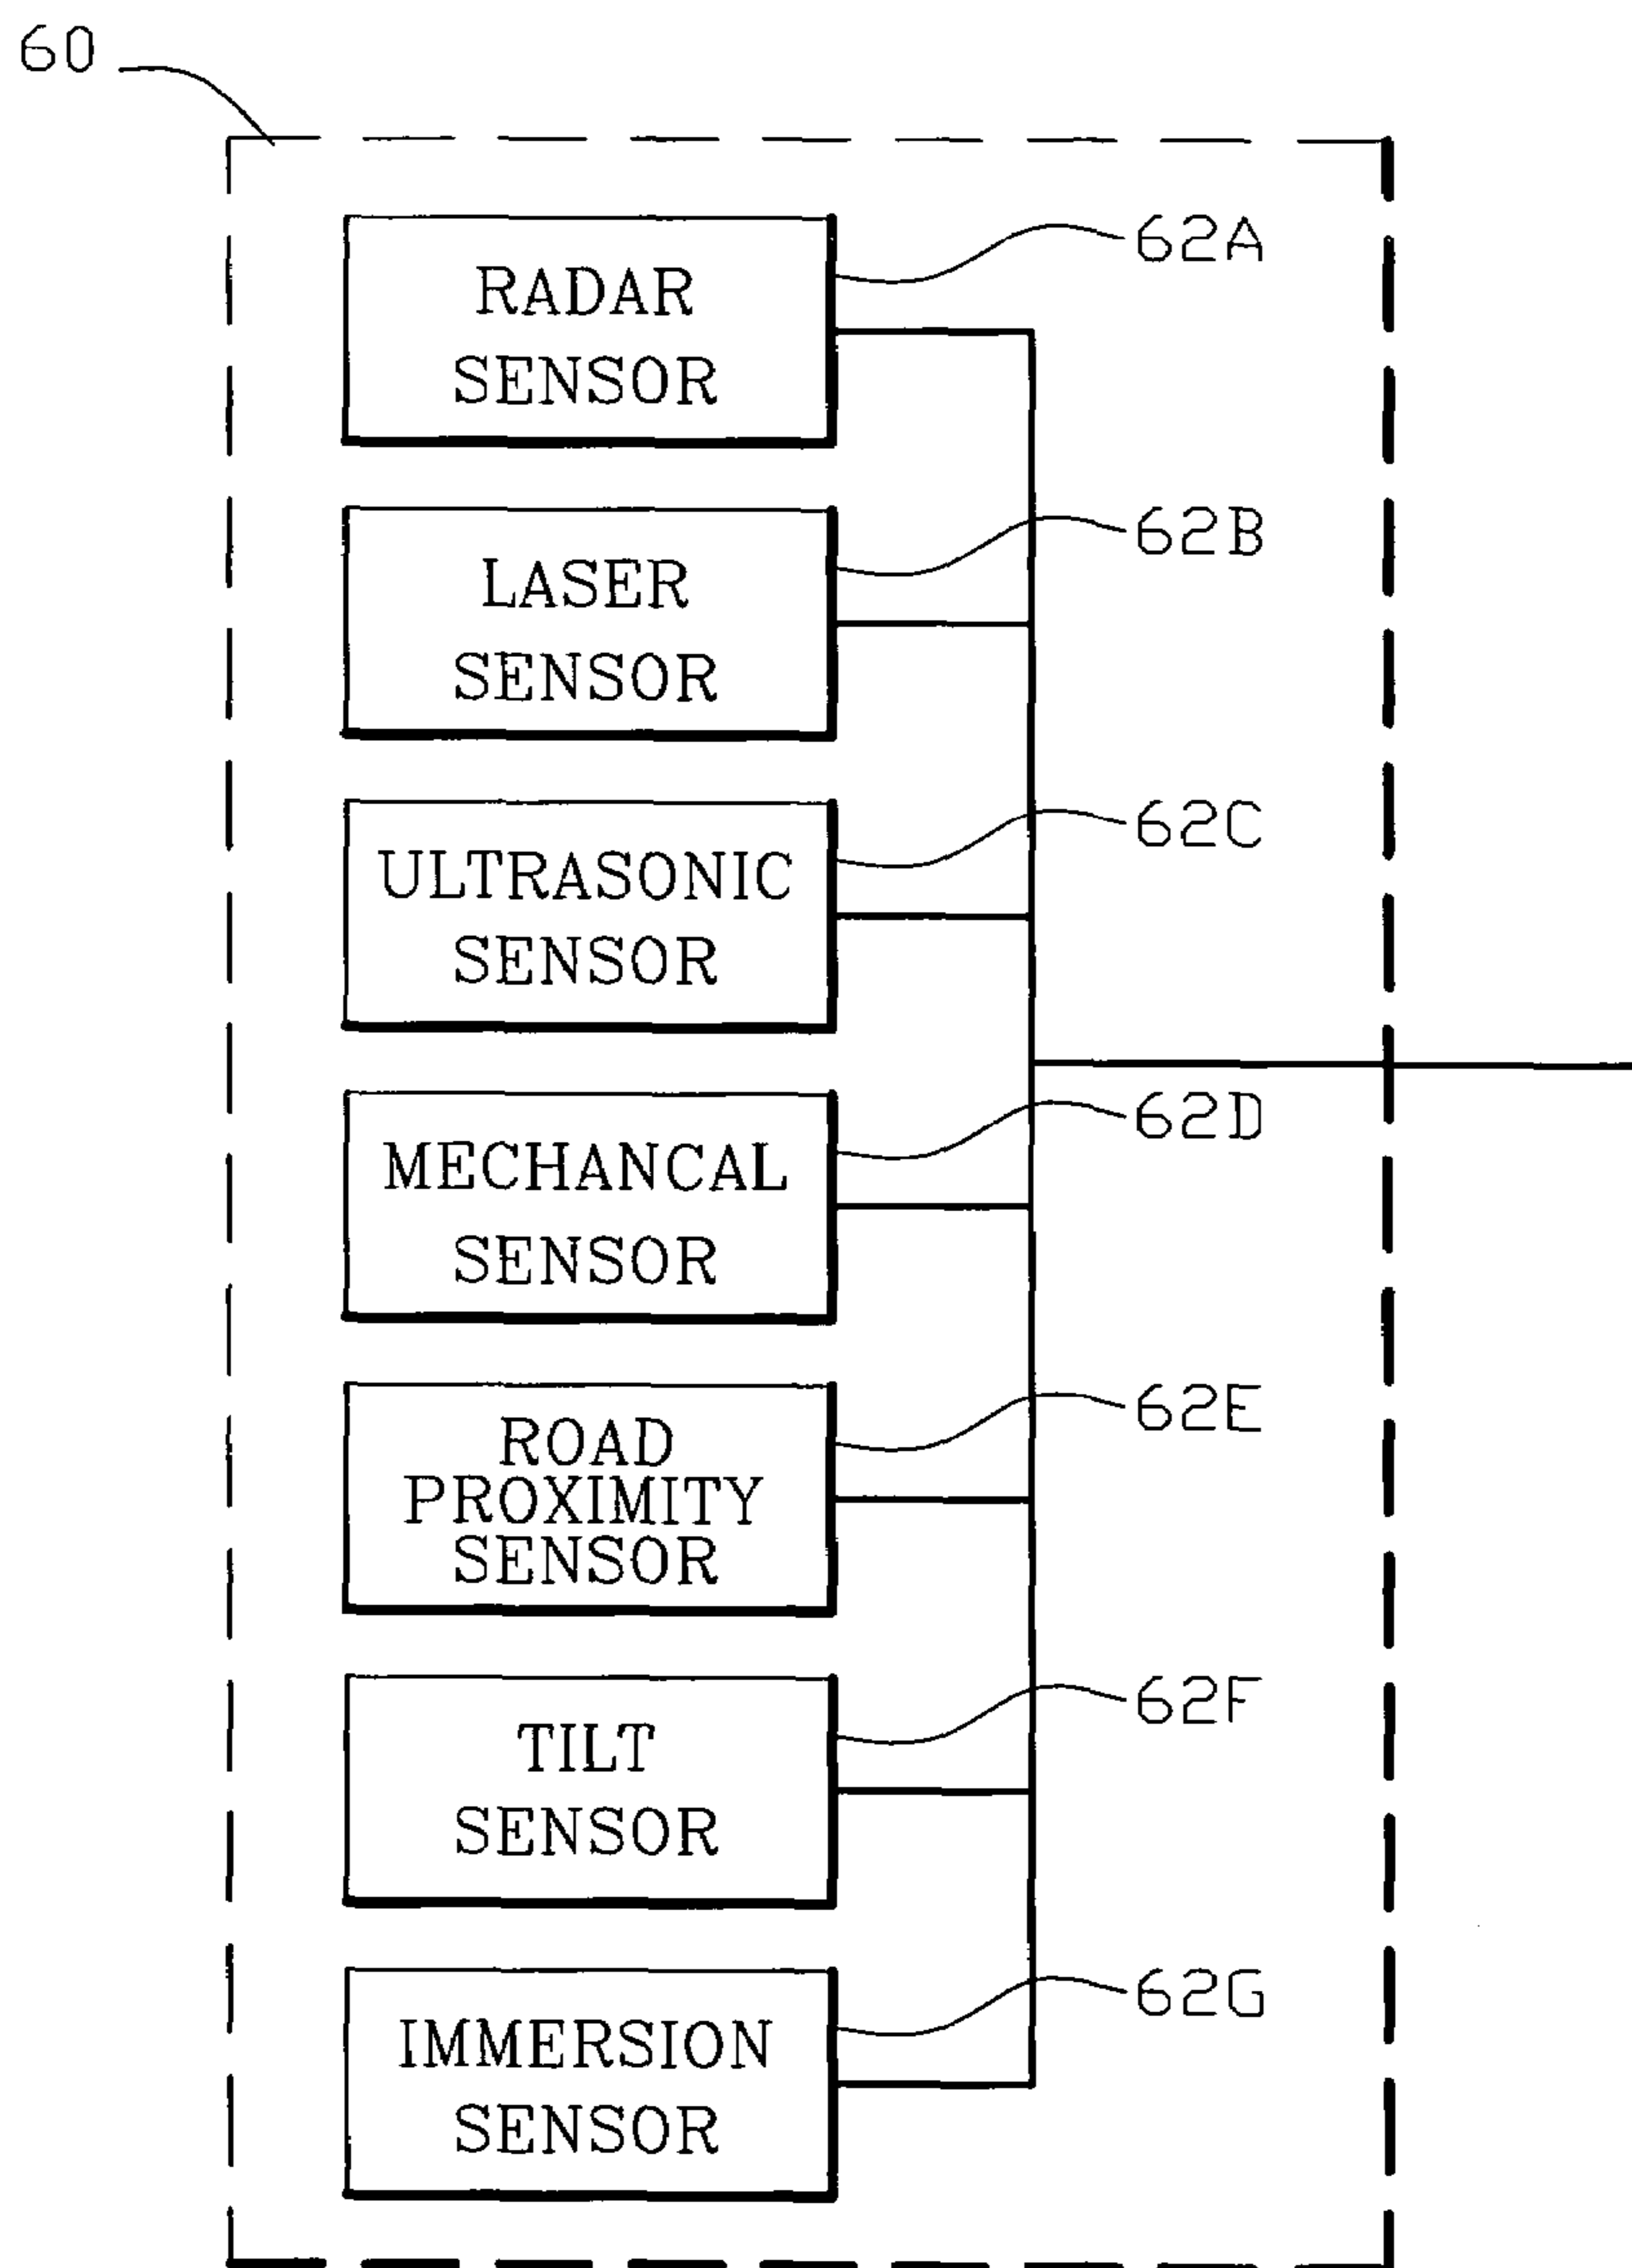 60
RADAR
SENSOR
62A
LASER
SENSOR
62B
ULTRASONIC
SENSOR
62C
MECHANCAL
SENSOR
62D
ROAD
PROXIMITY
SENSOR
62E
TILT
SENSOR
62F
IMMERSION
SENSOR
62G